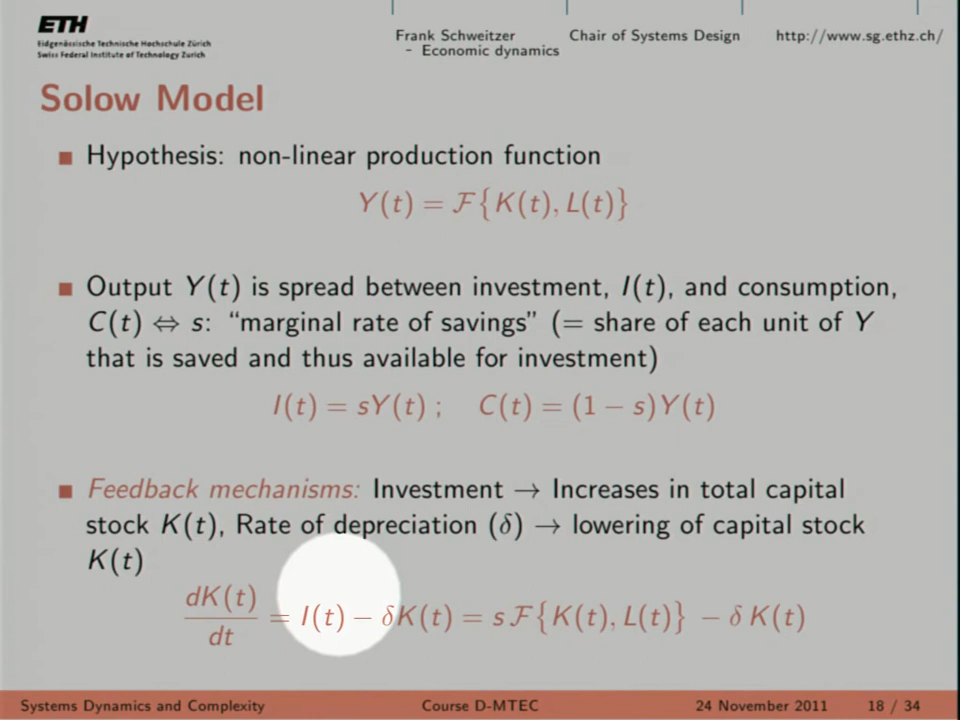 ETH
Eidgenössische Technische Hochschule Zürich
Swiss Federal Institute of Technology Zurich
Frank Schweitzer
- Economic dynamics
Chair of Systems Design
http://www.sg.ethz.ch/
Solow Model
Hypothesis: non-linear production function
Y(t) = F{K(t), L(t)}
Output Y(t) is spread between investment, I(t), and consumption,
C(t) ⇔ s: “marginal rate of savings” (= share of each unit of Y
that is saved and thus available for investment)
I(t) = sY(t) ; C(t) = (1 − s)Y(t)
Feedback mechanisms: Investment → Increases in total capital
stock K(t), Rate of depreciation (δ) → lowering of capital stock
K(t)
dK(t)/dt = I(t) − δK(t) = s F{K(t), L(t)} − δ K(t)
Systems Dynamics and Complexity
Course D-MTEC
24 November 2011
18 / 34